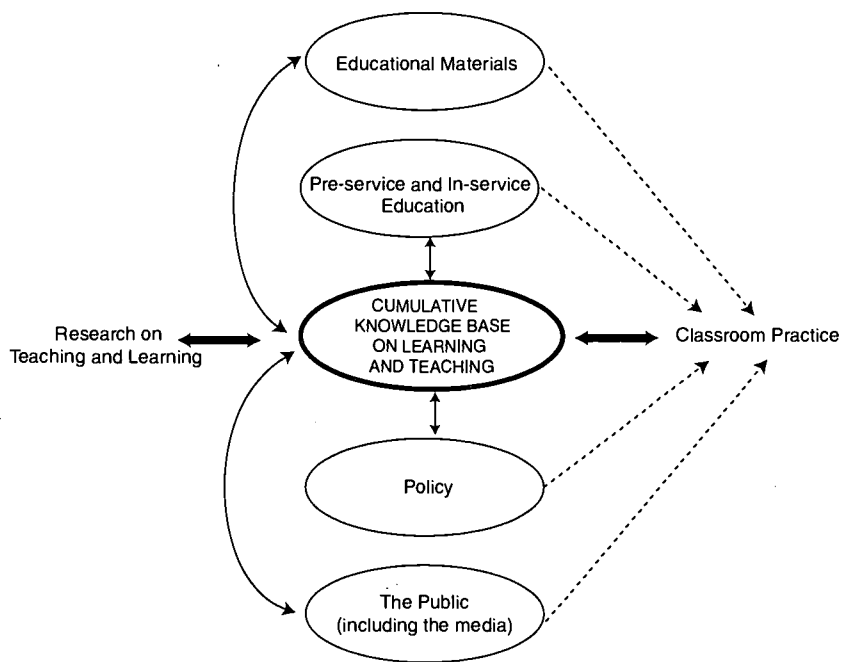 Educational Materials
Pre-service and In-service
Education
CUMULATIVE
KNOWLEDGE BASE
ON LEARNING
AND TEACHING
Research on
Teaching and Learning
Classroom Practice
Policy
The Public
(including the media)